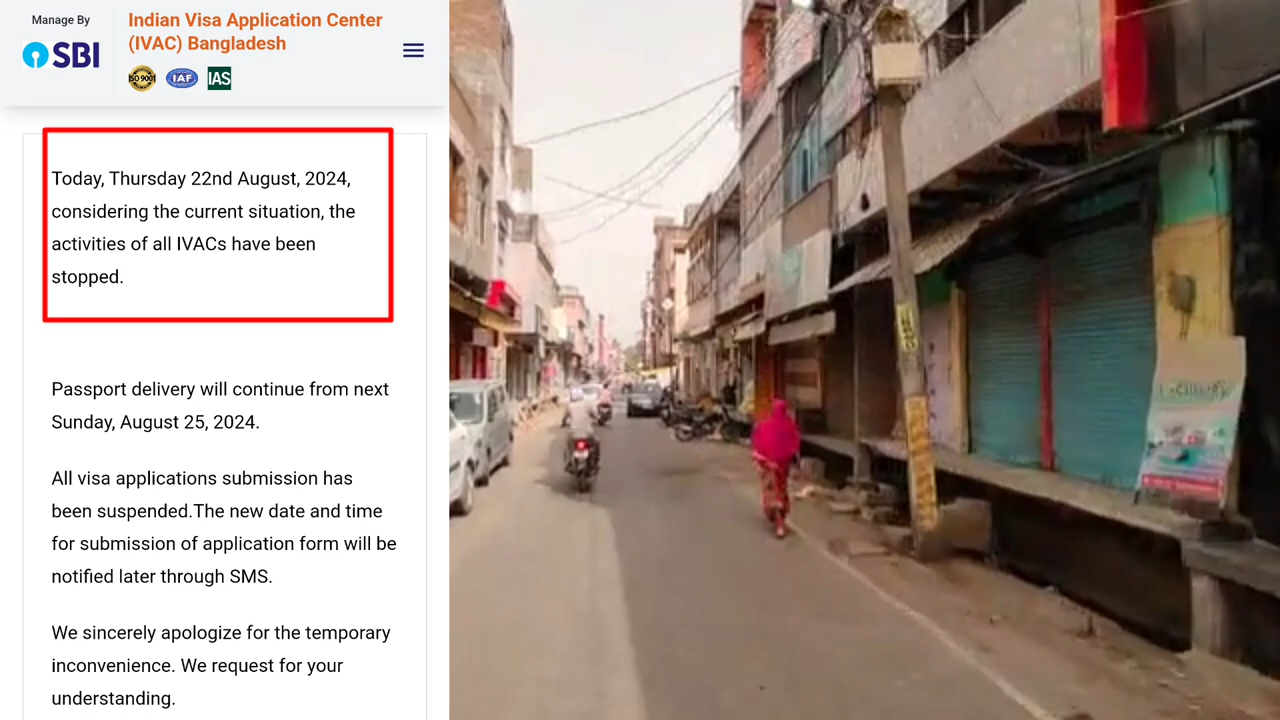 Manage By
SBI
Indian Visa Application Center
(IVAC) Bangladesh
ISO 9001
IAF
IAS
Today, Thursday 22nd August, 2024,
considering the current situation, the
activities of all IVACs have been
stopped.
Passport delivery will continue from next
Sunday, August 25, 2024.
All visa applications submission has
been suspended.The new date and time
for submission of application form will be
notified later through SMS.
We sincerely apologize for the temporary
inconvenience. We request for your
understanding.